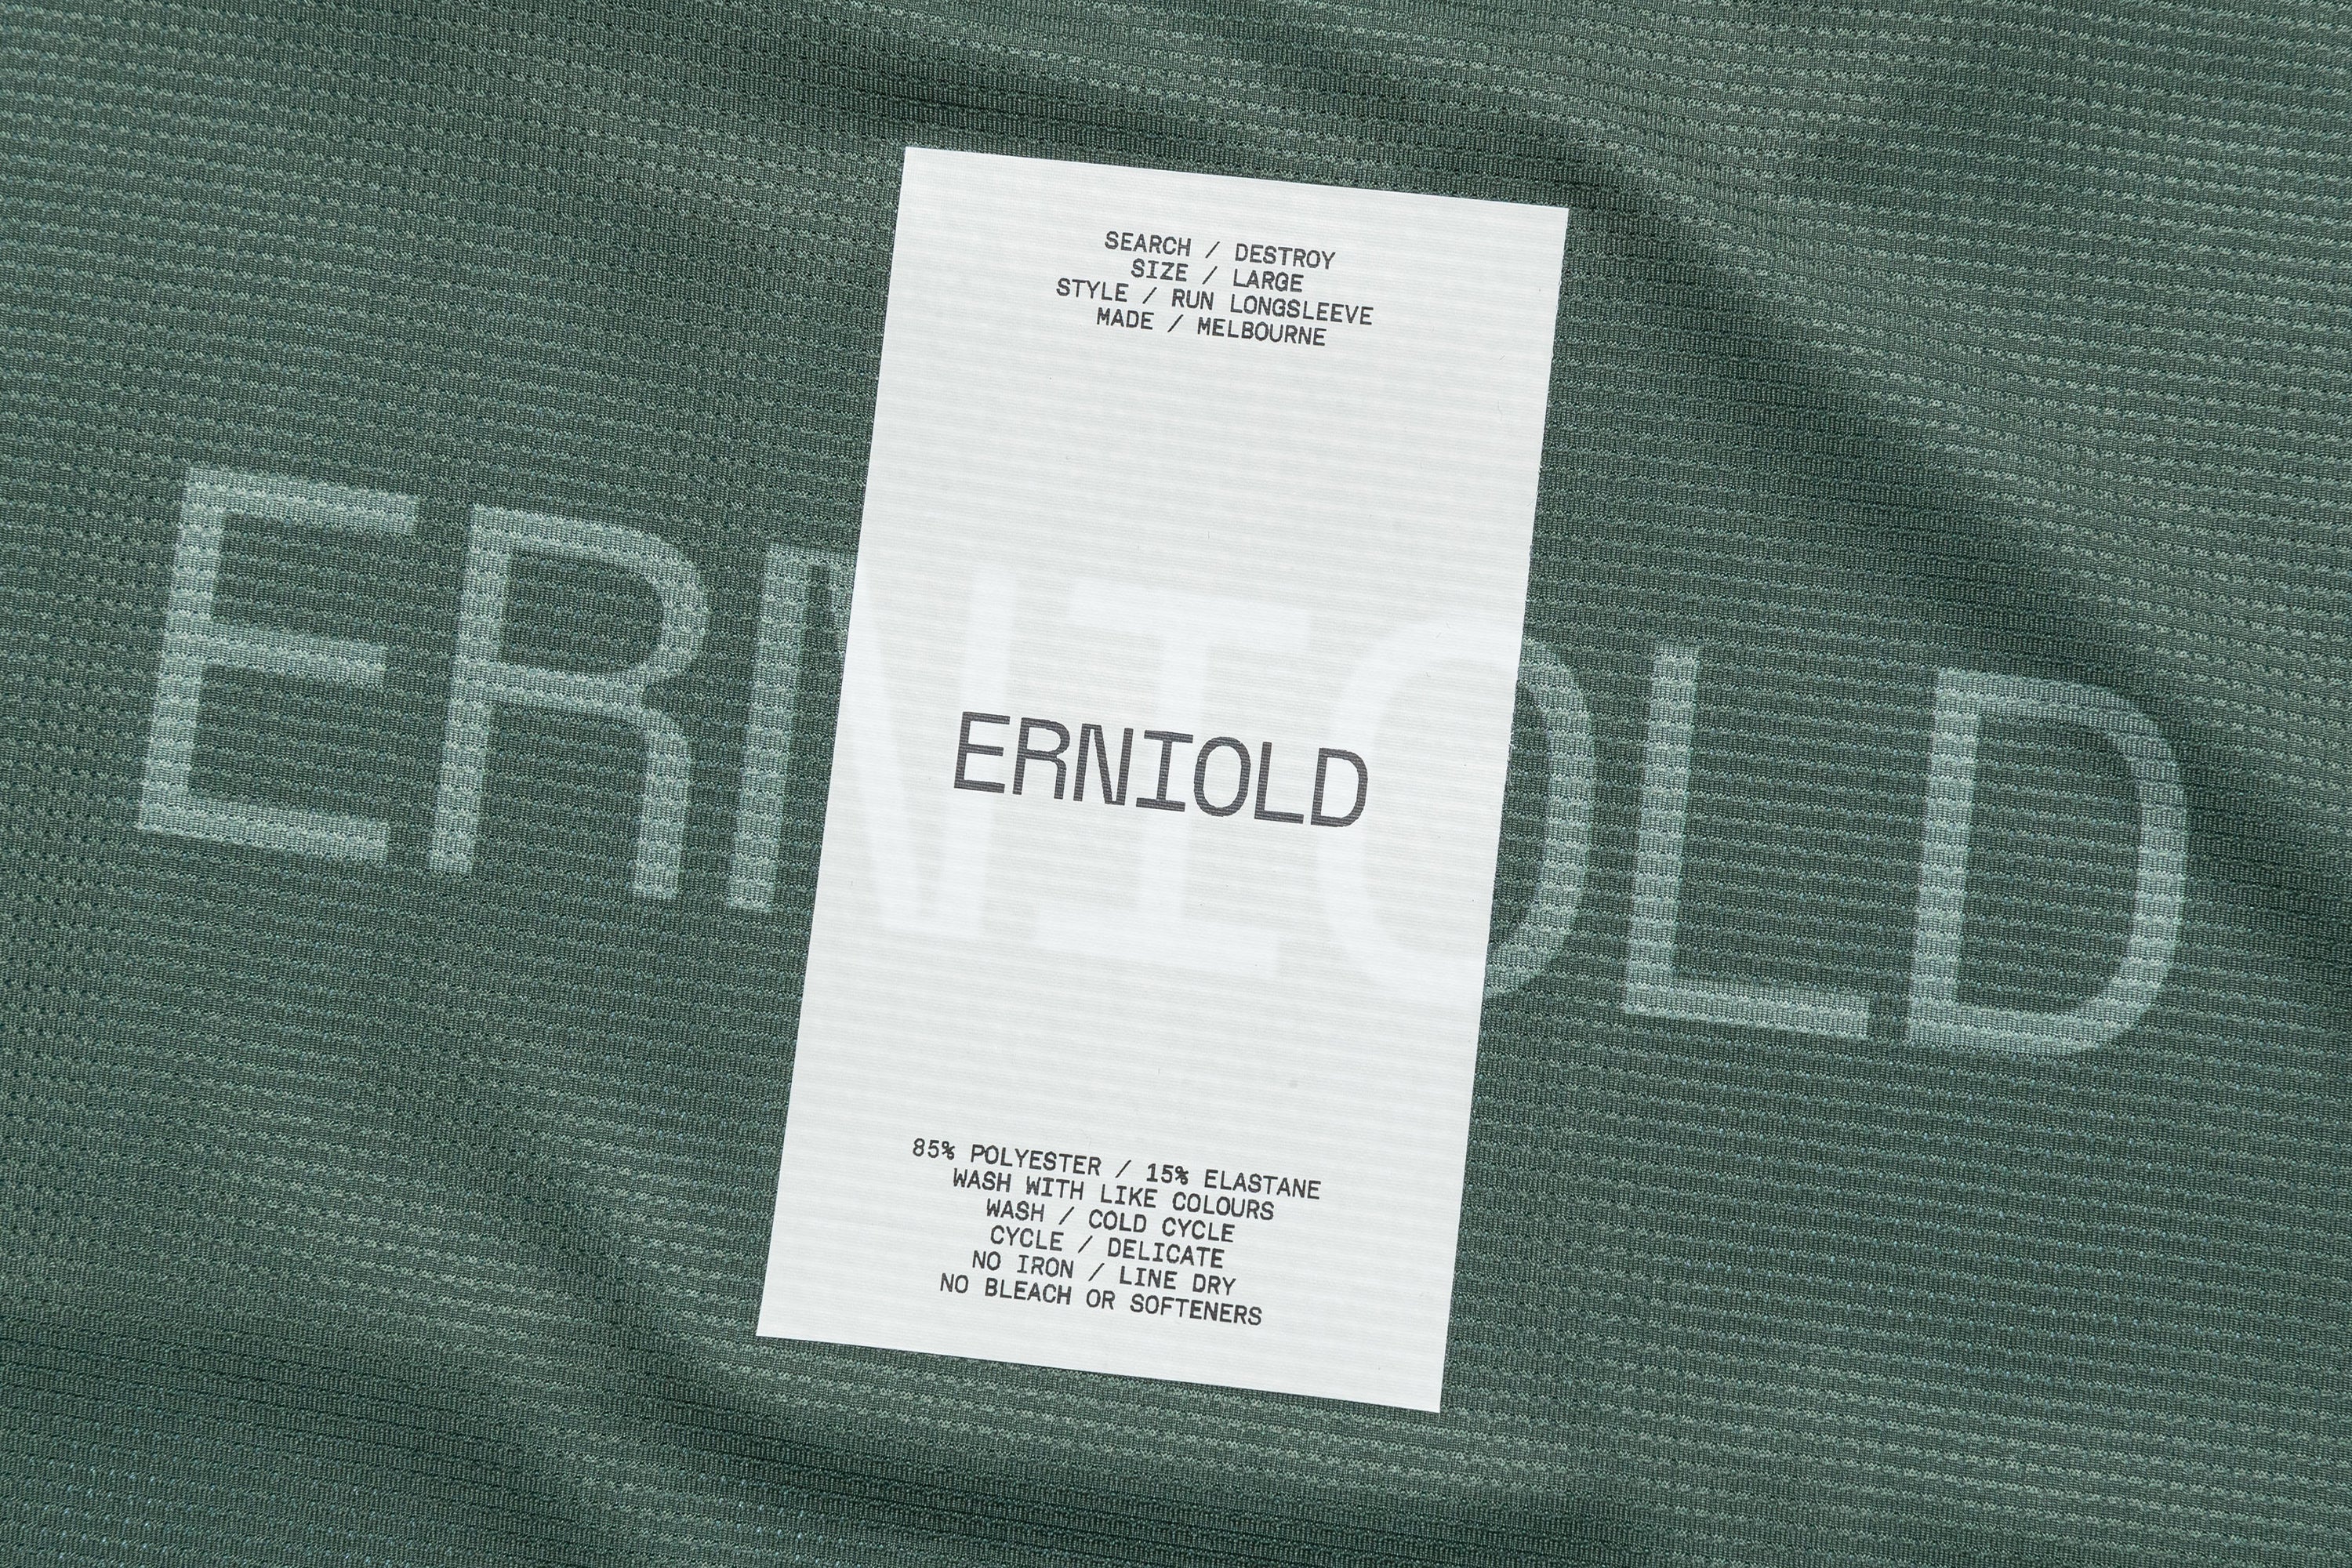 SEARCH / DESTROY
SIZE / LARGE
STYLE / RUN LONGSLEEVE
MADE / MELBOURNE
ERNIOLD
ERNIOLD
85% POLYESTER / 15% ELASTANE
WASH WITH LIKE COLOURS
WASH / COLD CYCLE
CYCLE / DELICATE
NO IRON / LINE DRY
NO BLEACH OR SOFTENERS